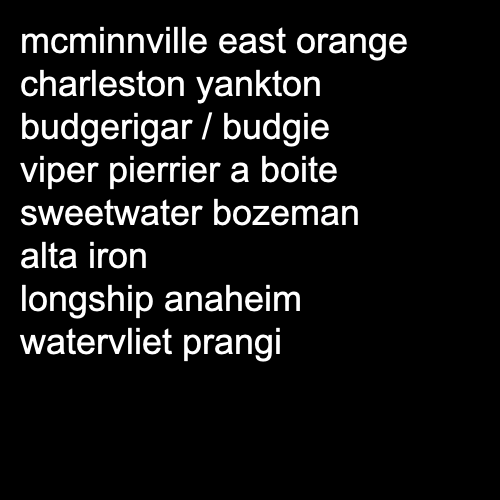 mcminnville east orange
charleston yankton
budgerigar / budgie
viper pierrier a boite
sweetwater bozeman
alta iron
longship anaheim
watervliet prangi